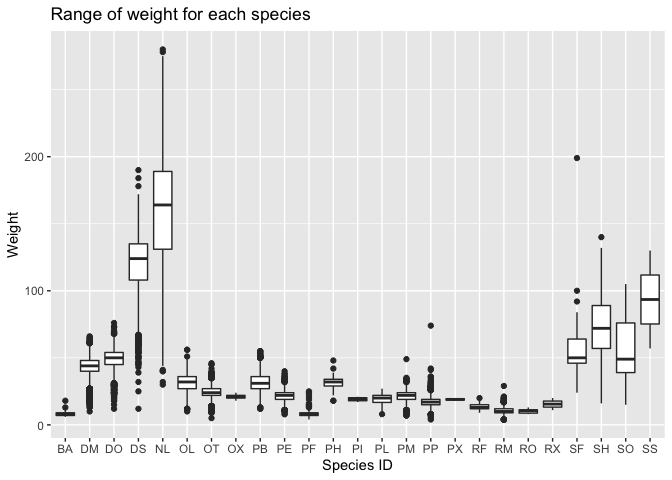 Range of weight for each species
200
100
0
Weight
BA DM DO DS NL OL OT OX PB PE PF PH PI PL PM PP PX RF RM RO RX SF SH SO SS
Species ID